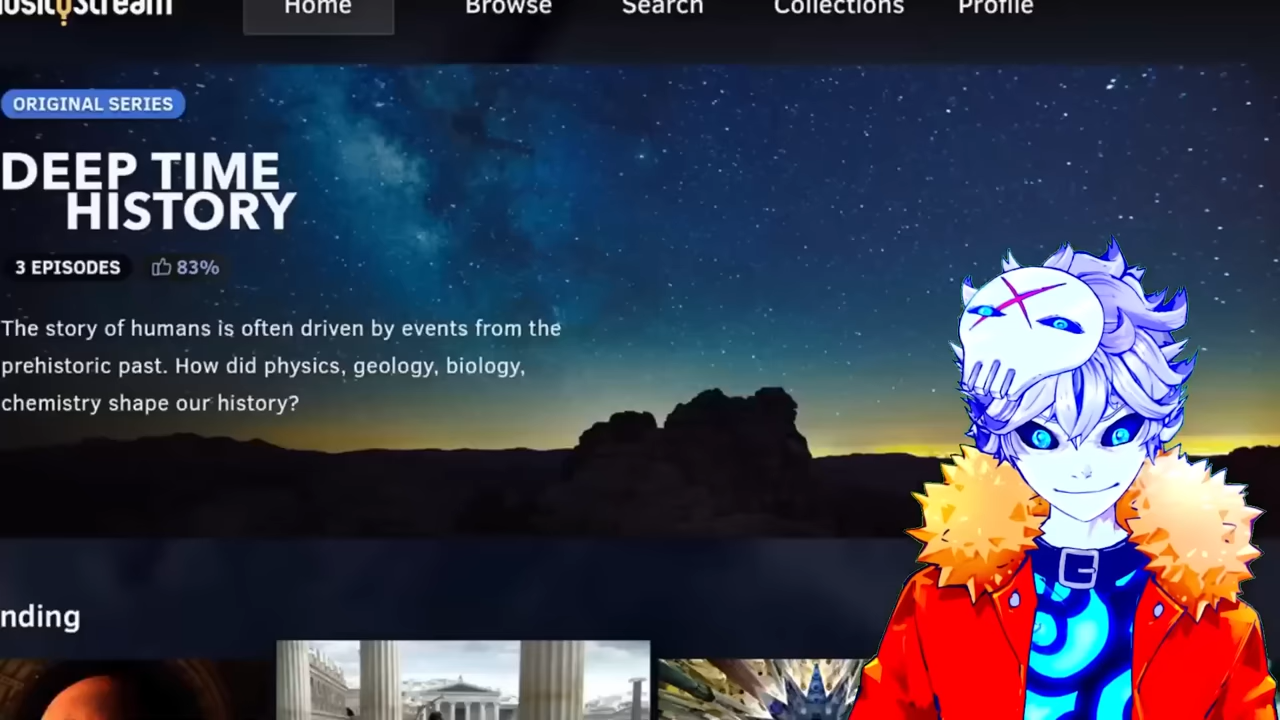 Home Browse Search Collections Profile
ORIGINAL SERIES
DEEP TIME
HISTORY
3 EPISODES 83%
The story of humans is often driven by events from the
prehistoric past. How did physics, geology, biology,
chemistry shape our history?
nding